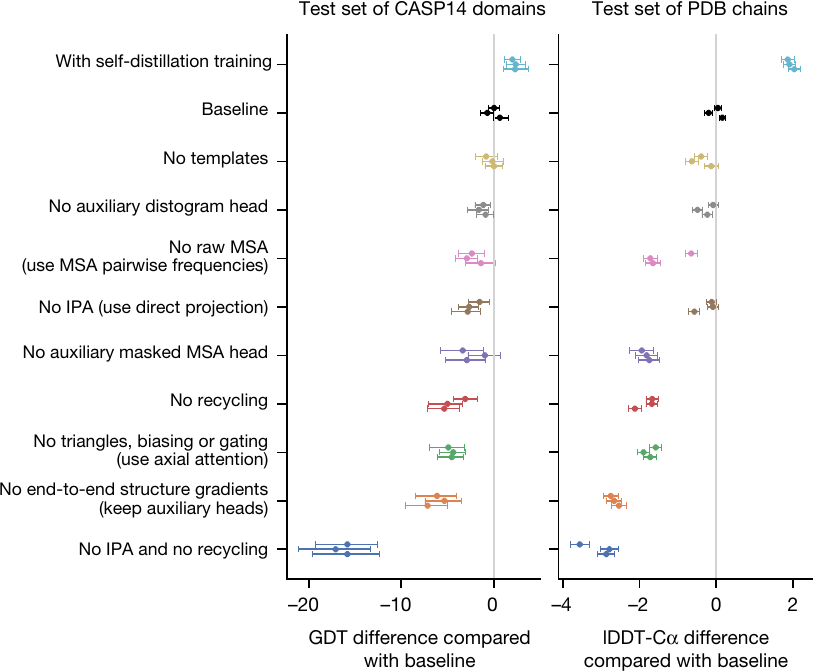 Test set of CASP14 domains
Test set of PDB chains
With self-distillation training
Baseline
No templates
No auxiliary distogram head
No raw MSA
(use MSA pairwise frequencies)
No IPA (use direct projection)
No auxiliary masked MSA head
No recycling
No triangles, biasing or gating
(use axial attention)
No end-to-end structure gradients
(keep auxiliary heads)
No IPA and no recycling
–20 –10 0
–4 –2 0 2
GDT difference compared
with baseline
lDDT-Cα difference
compared with baseline